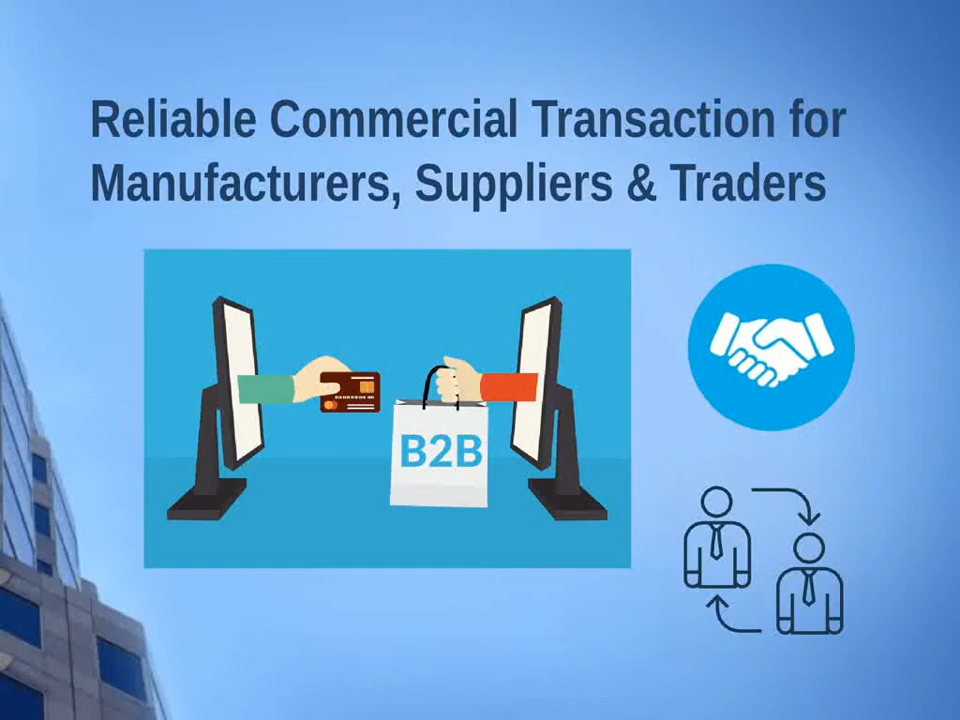 Reliable Commercial Transaction for
Manufacturers, Suppliers & Traders
B2B